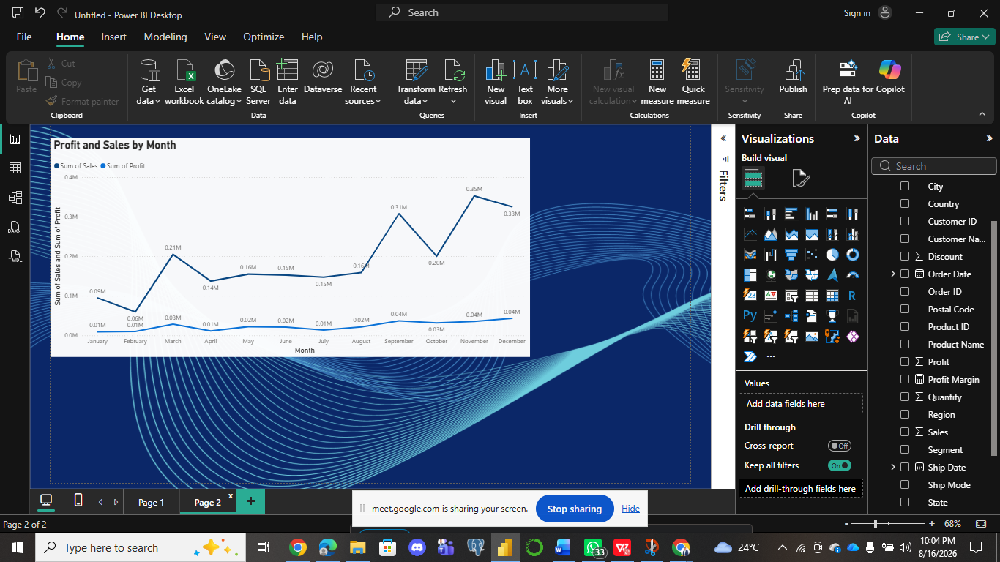 Untitled - Power BI Desktop
Search
Sign in
File Home Insert Modeling View Optimize Help
Share
Paste
Cut
Copy
Format painter
Clipboard
Get data
Excel workbook
OneLake catalog
SQL Server
Enter data
Dataverse
Recent sources
Data
Transform data
Refresh
Queries
New visual
Text box
More visuals
Insert
New visual calculation
New measure
Quick measure
Calculations
Sensitivity
Sensitivity
Publish
Share
Prep data for AI
Copilot
Copilot
DAX
TMDL
Profit and Sales by Month
Sum of Sales Sum of Profit
Sum of Sales and Sum of Profit
0.4M
0.3M
0.2M
0.1M
0.0M
0.09M
0.06M
0.21M
0.14M
0.16M
0.15M
0.15M
0.16M
0.31M
0.20M
0.35M
0.33M
0.01M
0.01M
0.03M
0.01M
0.02M
0.02M
0.01M
0.02M
0.04M
0.03M
0.04M
0.04M
January February March April May June July August September October November December
Month
Filters
Visualizations
Build visual
123
R
Py
Values
Add data fields here
Drill through
Cross-report
Off
Keep all filters
On
Add drill-through fields here
Data
Search
City
Country
Customer ID
Customer Na...
Discount
Order Date
Order ID
Postal Code
Product ID
Product Name
Profit
Profit Margin
Quantity
Region
Sales
Segment
Ship Date
Ship Mode
State
Page 1
Page 2 x
+
meet.google.com is sharing your screen.
Stop sharing
Hide
Page 2 of 2
- + 68%
Type here to search
33
24°C
10:04 PM
8/16/2026